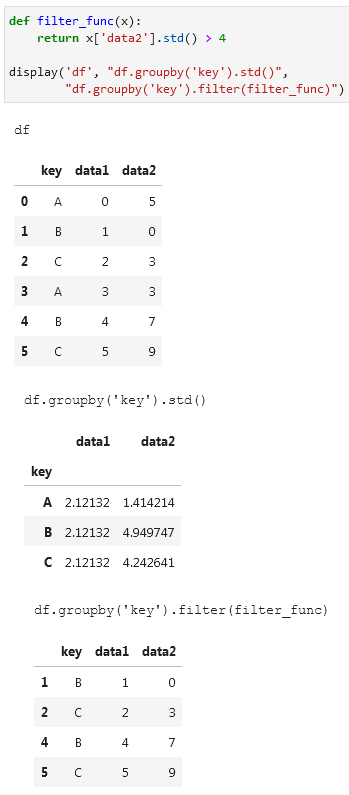 def filter_func(x):
    return x['data2'].std() > 4
display('df', "df.groupby('key').std()",
        "df.groupby('key').filter(filter_func)")
df
key data1 data2
0 A 0 5
1 B 1 0
2 C 2 3
3 A 3 3
4 B 4 7
5 C 5 9
df.groupby('key').std()
data1 data2
key
A 2.12132 1.414214
B 2.12132 4.949747
C 2.12132 4.242641
df.groupby('key').filter(filter_func)
key data1 data2
1 B 1 0
2 C 2 3
4 B 4 7
5 C 5 9